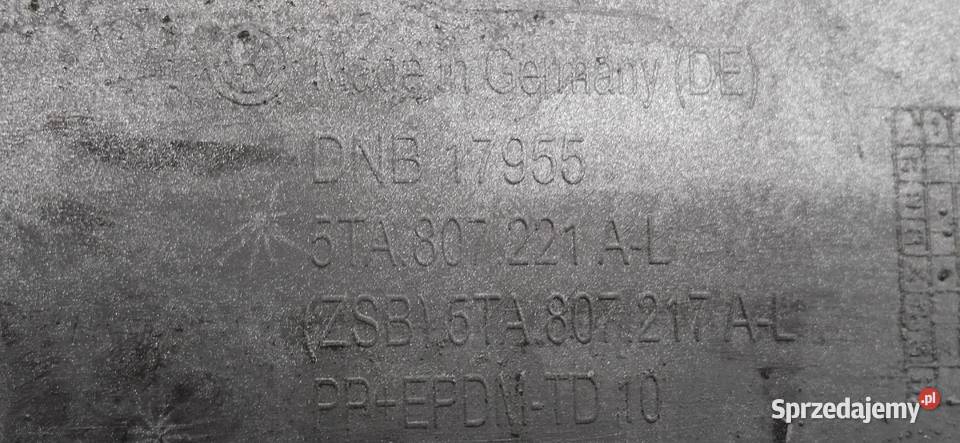 Made in Germany (DE)
DNB 17955
5TA.807.221.A-L
(ZSB).5TA.807.217 A-L
PP+EPDM-TD 10
Sprzedajemy.pl